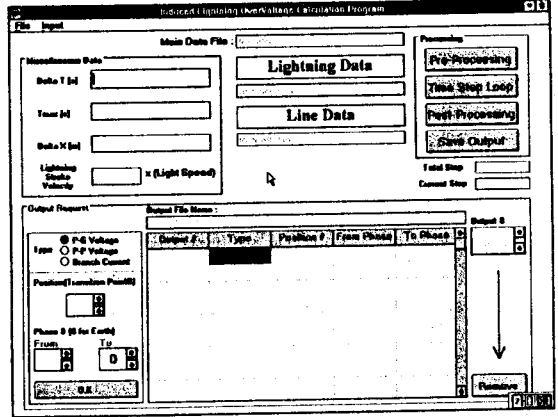 Induced Lightning OverVoltage Calculation Program
File Input
Main Data File :
Miscellaneous Data
Delta T [s]
Tmax [s]
Delta X [m]
Lightning
Stroke
Velocity
x (Light Speed)
Lightning Data
Line Data
Processing
Pre-Processing
Time Step Loop
Post-Processing
Save Output
Total Step
Current Step
Output Request
Type
P-G Voltage
P-P Voltage
Branch Current
Position(Transition Point#)
Phase # (0 for Earth)
From To
0
O.K
Output File Name :
Output # Type Position # From Phase To Phase
Output #
Remove